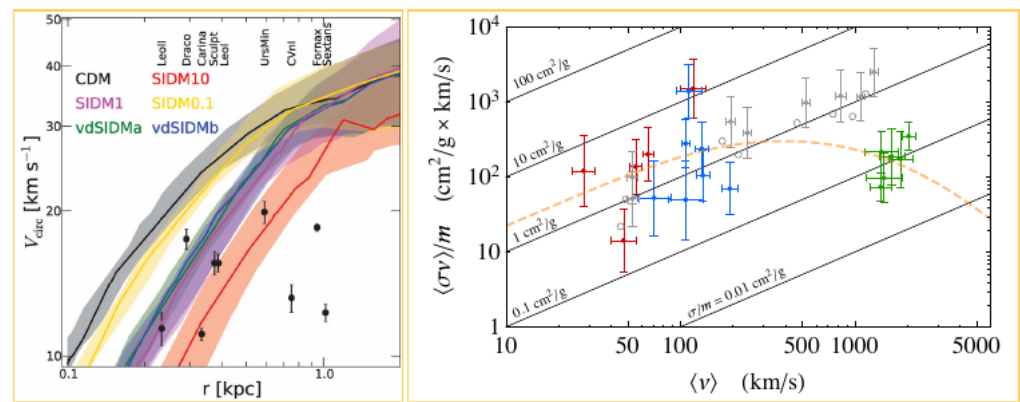 50
40
30
20
10
V_circ [km s⁻¹]
LeoII
Draco
Carina
Sculpt
LeoI
UrsMin
CVnI
Fornax
Sextans
CDM SIDM10
SIDM1 SIDM0.1
vdSIDMa vdSIDMb
0.1 1.0
r [kpc]
10⁴
10³
10²
10
1
⟨σv⟩/m (cm²/g × km/s)
100 cm²/g
10 cm²/g
1 cm²/g
0.1 cm²/g
σ/m = 0.01 cm²/g
10 50 100 500 1000 5000
⟨v⟩ (km/s)